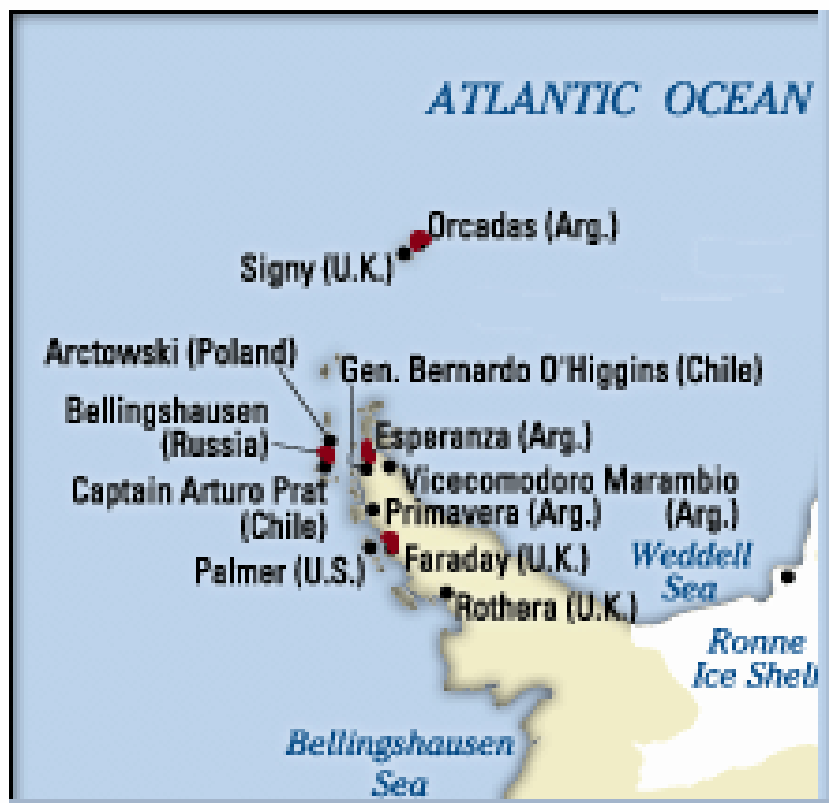 ATLANTIC OCEAN
Orcadas (Arg.)
Signy (U.K.)
Arctowski (Poland)
Gen. Bernardo O'Higgins (Chile)
Bellingshausen
(Russia)
Esperanza (Arg.)
Vicecomodoro Marambio
(Arg.)
Captain Arturo Prat
(Chile)
Primavera (Arg.)
Palmer (U.S.)
Faraday (U.K.)
Weddell
Sea
Rothera (U.K.)
Ronne
Ice Shelf
Bellingshausen
Sea